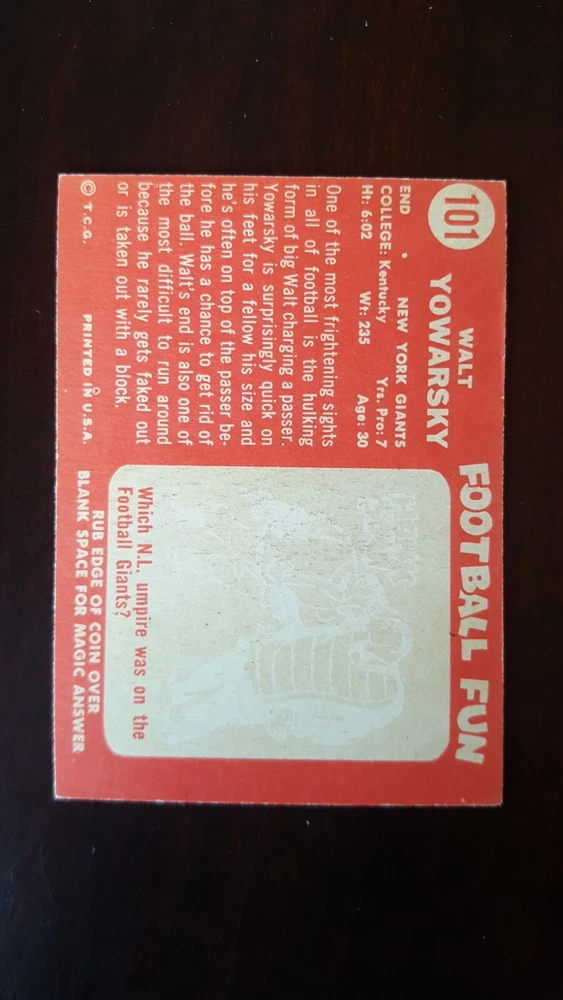 101
WALT
YOWARSKY
END • NEW YORK GIANTS
COLLEGE: Kentucky Yrs. Pro: 7
Ht: 6:02 Wt: 235 Age: 30
One of the most frightening sights
in all of football is the hulking
form of big Walt charging a passer.
Yowarsky is surprisingly quick on
his feet for a fellow his size and
he's often on top of the passer be-
fore he has a chance to get rid of
the ball. Walt's end is also one of
the most difficult to run around
because he rarely gets faked out
or is taken out with a block.
© T.C.G. PRINTED IN U.S.A.
FOOTBALL FUN
Which N.L. umpire was on the
Football Giants?
RUB EDGE OF COIN OVER
BLANK SPACE FOR MAGIC ANSWER